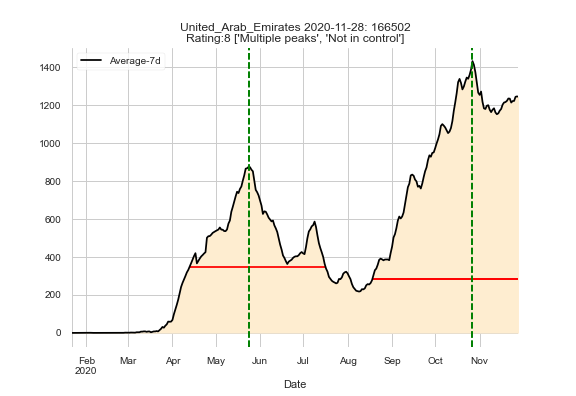 United_Arab_Emirates 2020-11-28: 166502
Rating:8 ['Multiple peaks', 'Not in control']
Average-7d
1400
1200
1000
800
600
400
200
0
Feb Mar Apr May Jun Jul Aug Sep Oct Nov
2020
Date